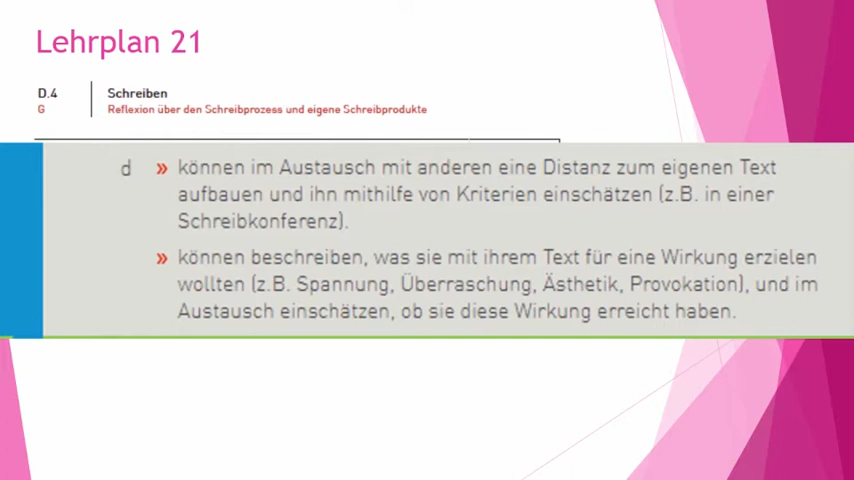 Lehrplan 21
D.4 Schreiben
G Reflexion über den Schreibprozess und eigene Schreibprodukte
d » können im Austausch mit anderen eine Distanz zum eigenen Text
aufbauen und ihn mithilfe von Kriterien einschätzen (z.B. in einer
Schreibkonferenz).
» können beschreiben, was sie mit ihrem Text für eine Wirkung erzielen
wollten (z.B. Spannung, Überraschung, Ästhetik, Provokation), und im
Austausch einschätzen, ob sie diese Wirkung erreicht haben.